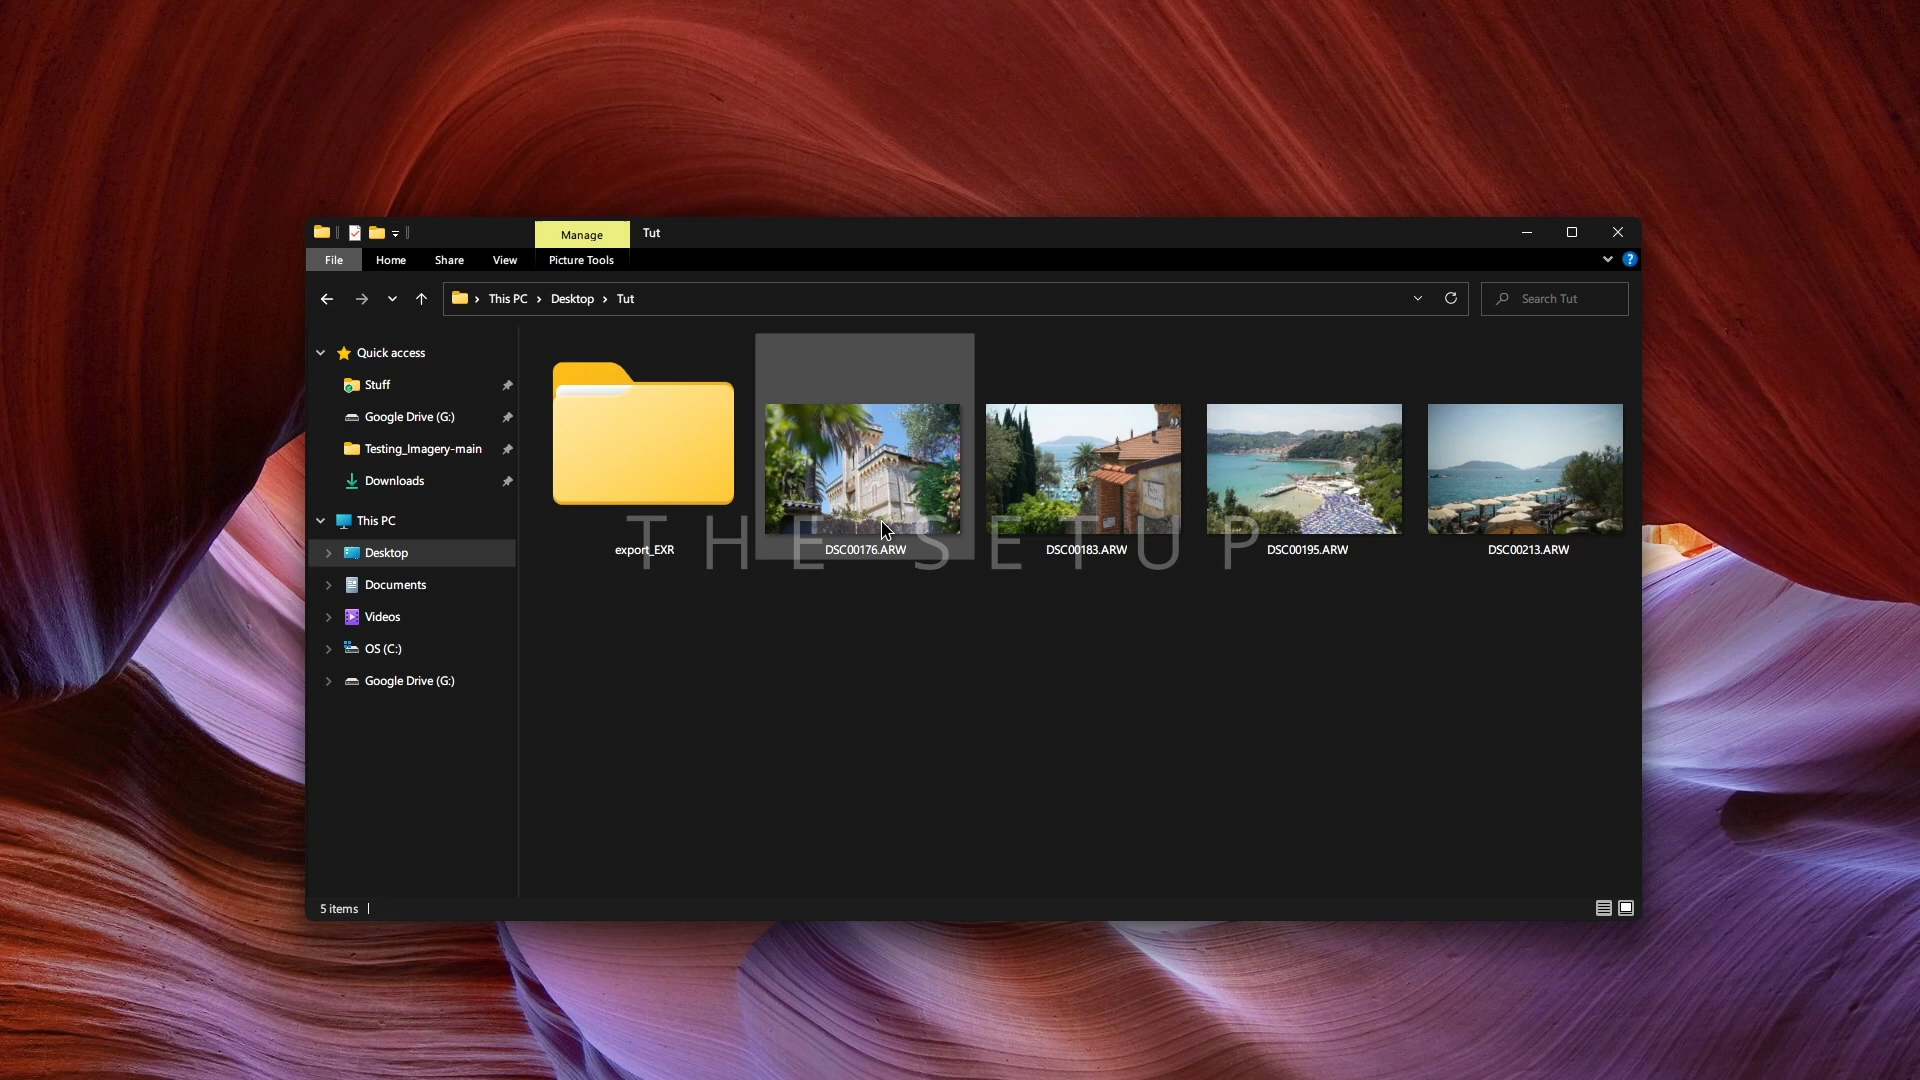 Manage
Tut
File
Home
Share
View
Picture Tools
This PC
Desktop
Tut
Search Tut
Quick access
Stuff
Google Drive (G:)
Testing_Imagery-main
Downloads
This PC
Desktop
Documents
Videos
OS (C:)
Google Drive (G:)
export_EXR
DSC00176.ARW
DSC00183.ARW
DSC00195.ARW
DSC00213.ARW
THE SETUP
5 items